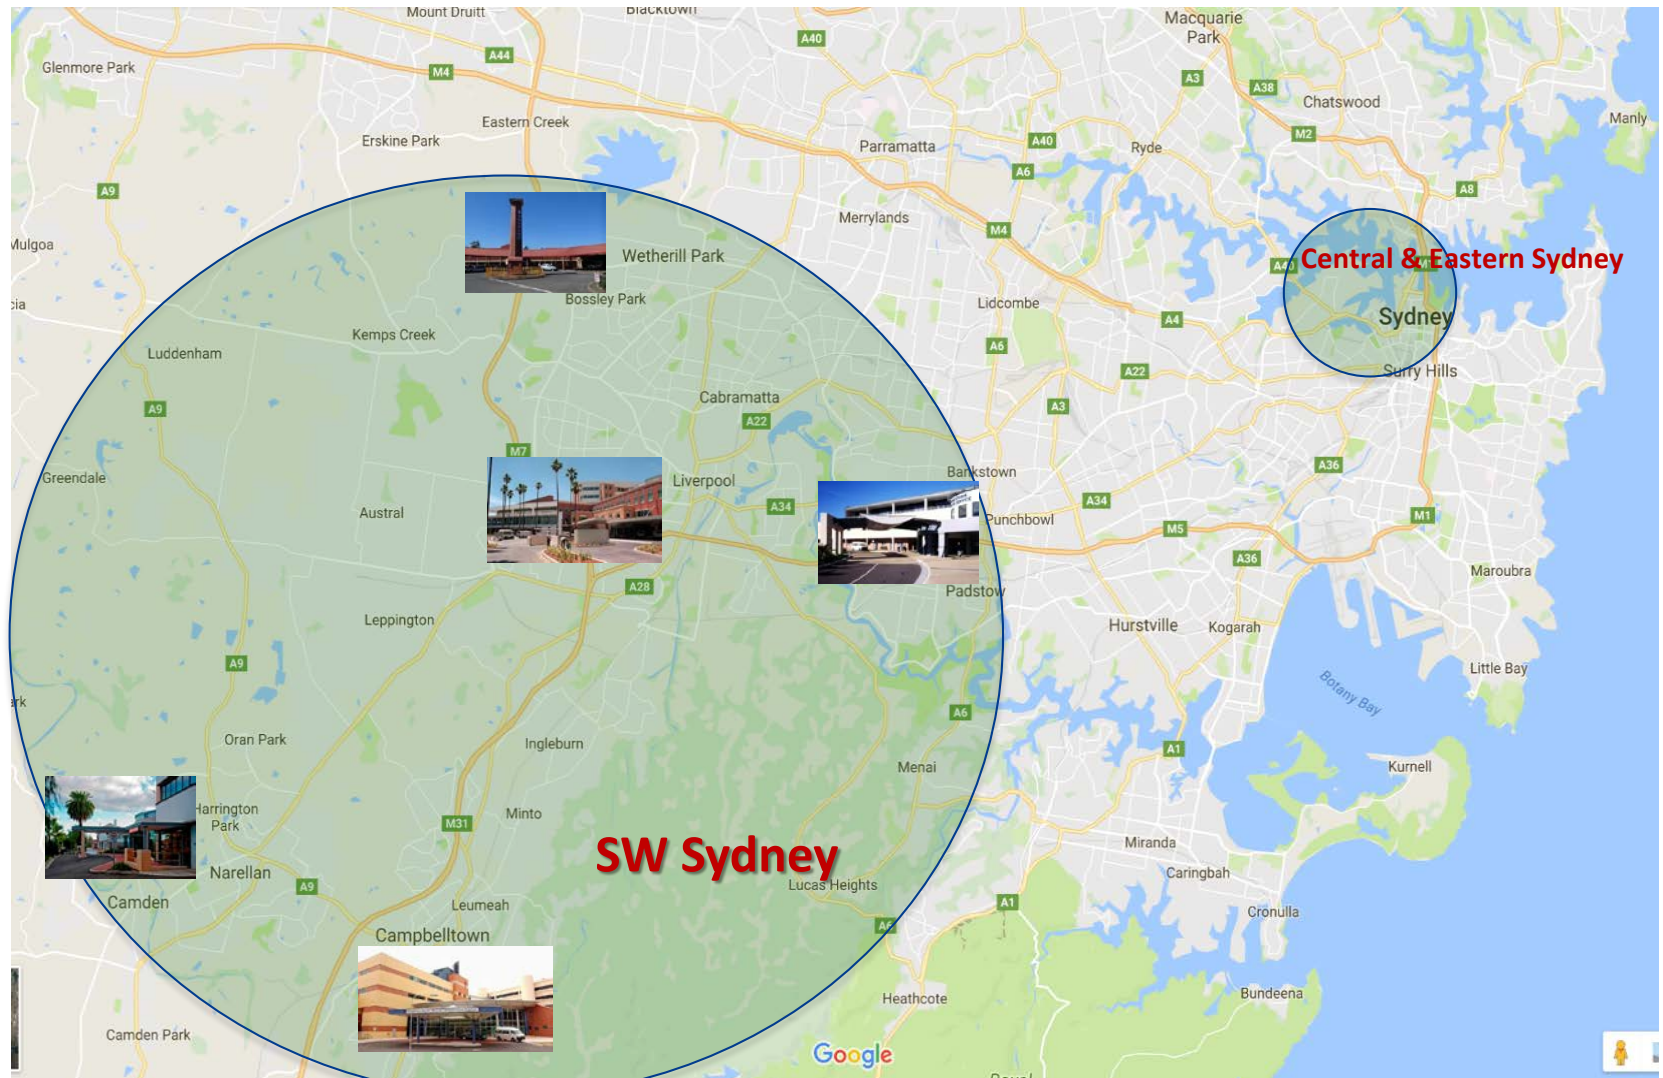 Mount Druitt
Blacktown
Macquarie
Park
A40
A44
Glenmore Park
M4
A3
A38
Chatswood
Manly
Eastern Creek
M2
Erskine Park
A40
Parramatta
Ryde
A6
A9
A8
Merrylands
M4
Mulgoa
Wetherill Park
A40
Central & Eastern Sydney
Bossley Park
Lidcombe
Sydney
A4
Kemps Creek
A6
Luddenham
A22
Surry Hills
Cabramatta
A9
A3
A22
M7
A36
Bankstown
Greendale
Liverpool
A34
A34
Austral
Punchbowl
M1
M5
A36
Maroubra
A28
Padstow
Leppington
Hurstville
Kogarah
A9
Little Bay
Botany Bay
A6
Oran Park
Ingleburn
A1
Menai
Kurnell
Harrington
Park
Minto
M31
SW Sydney
Miranda
Narellan
Caringbah
A9
Lucas Heights
Camden
Leumeah
A1
Cronulla
Campbelltown
A6
Heathcote
Bundeena
Camden Park
Google